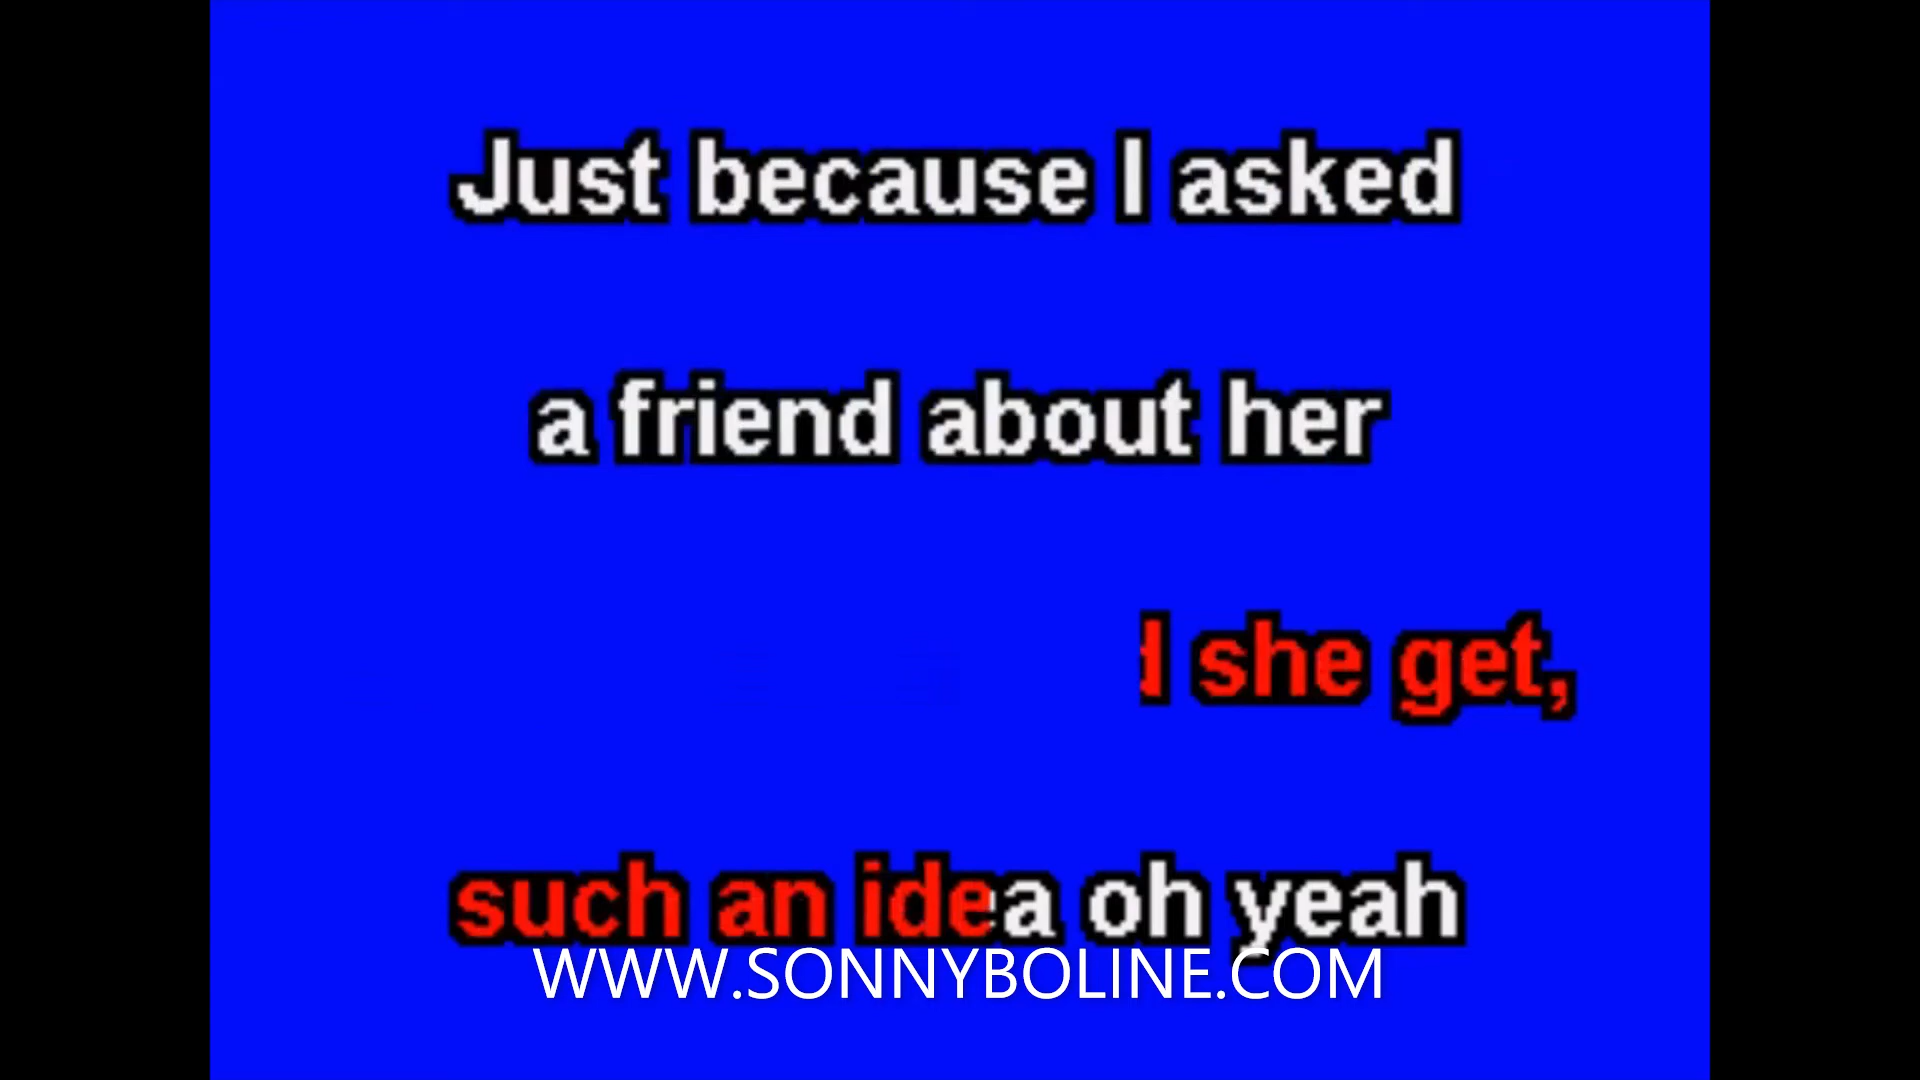 Just because I asked
a friend about her
she get,
such an idea oh yeah
WWW.SONNYBOLINE.COM